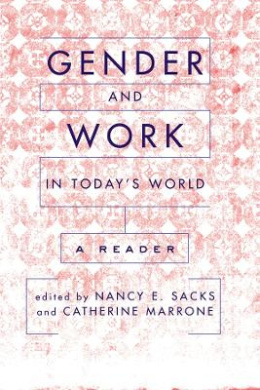 GENDER
AND
WORK
IN TODAY'S WORLD
A READER
edited by NANCY E. SACKS
and CATHERINE MARRONE